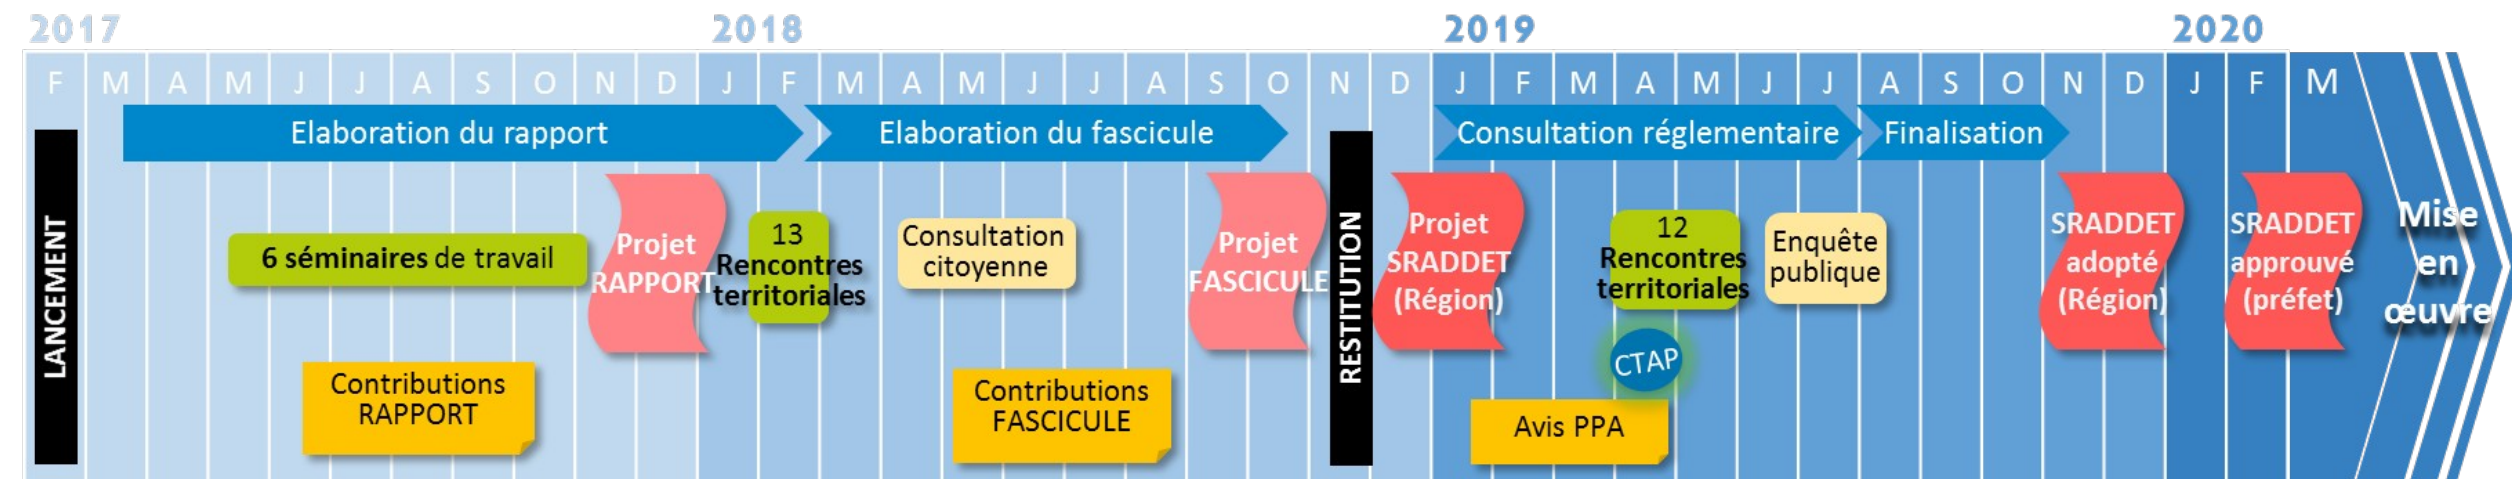 2017 2018 2019 2020
F M A M J J A S O N D J F M A M J J A S O N D J F M A M J J A S O N D J F M
Elaboration du rapport
Elaboration du fascicule
Consultation réglementaire
Finalisation
LANCEMENT
6 séminaires de travail
Contributions
RAPPORT
Projet
RAPPORT
13
Rencontres
territoriales
Consultation
citoyenne
Contributions
FASCICULE
Projet
FASCICULE
RESTITUTION
Projet
SRADDET
(Région)
12
Rencontres
territoriales
CTAP
Avis PPA
Enquête
publique
SRADDET
adopté
(Région)
SRADDET
approuvé
(préfet)
Mise
en
œuvre